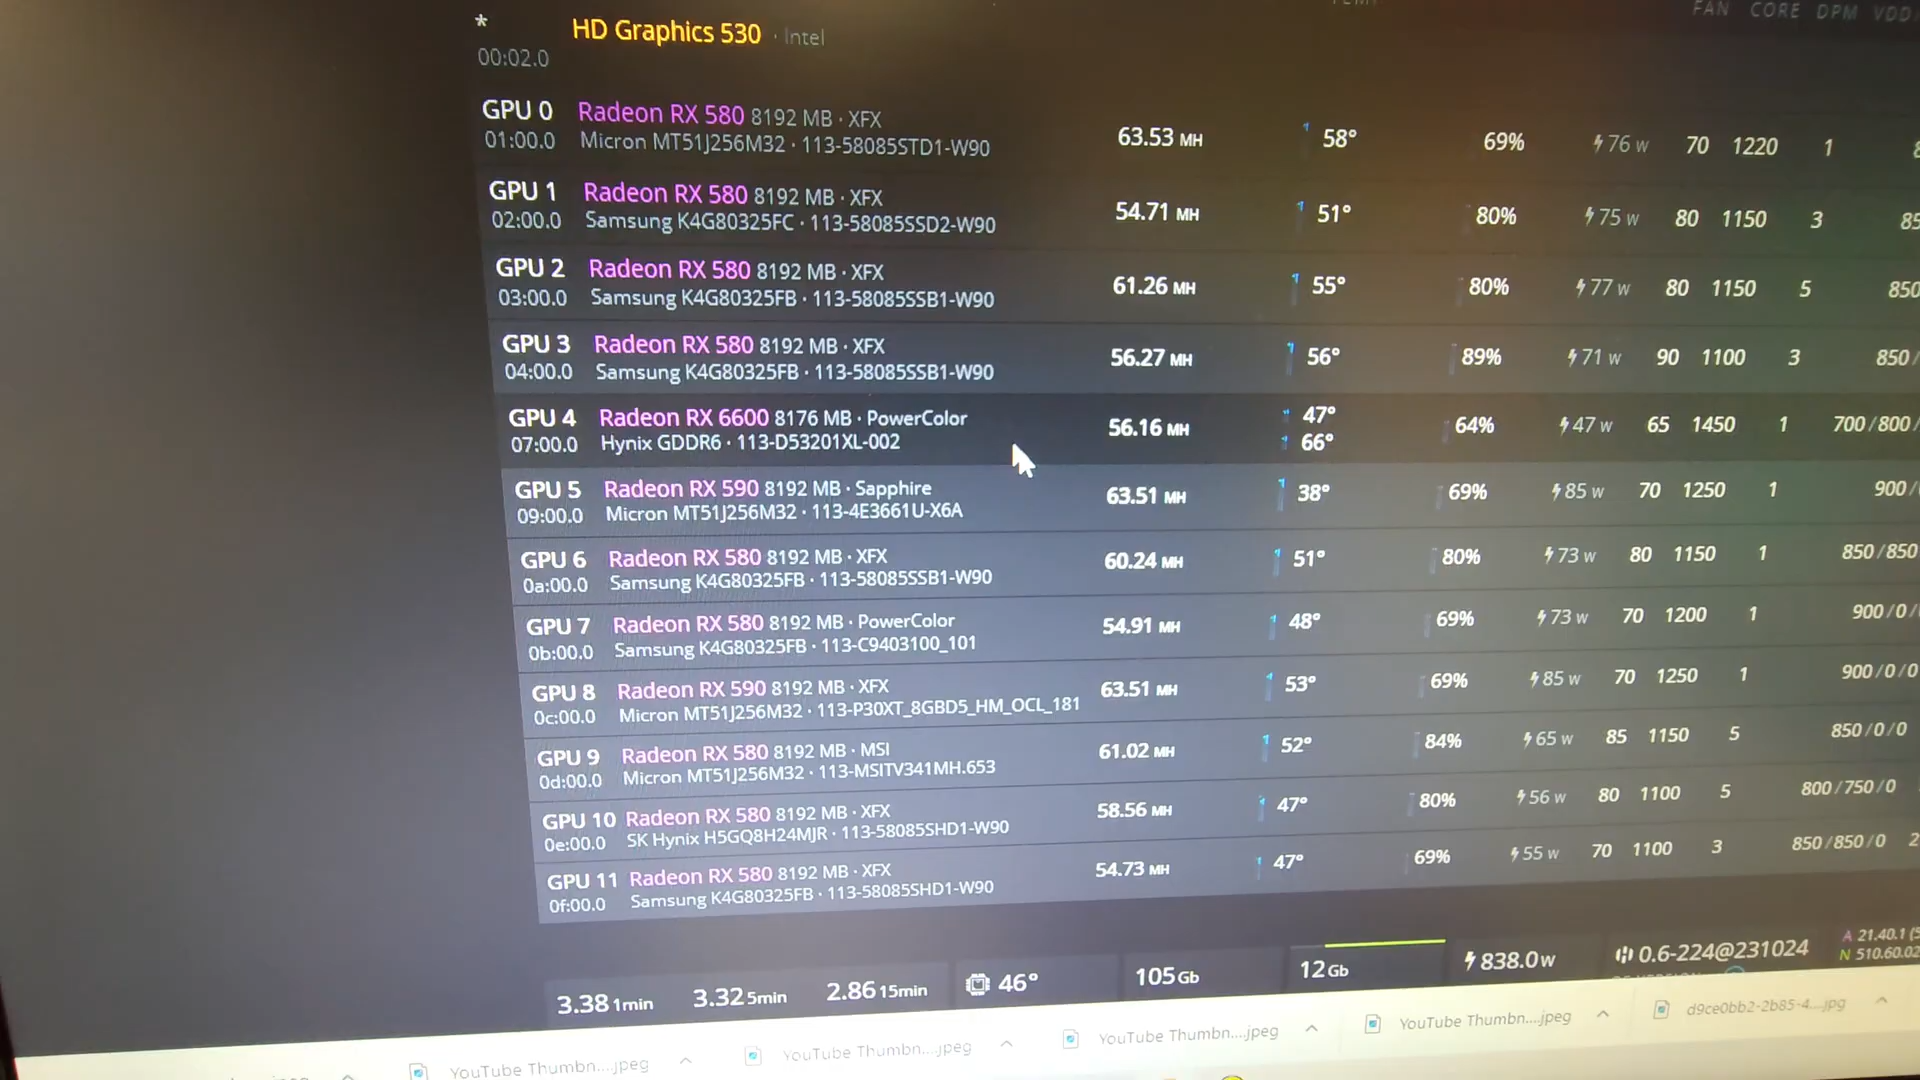 FAN CORE DPM VDD
* HD Graphics 530 · Intel
00:02.0
GPU 0 Radeon RX 580 8192 MB · XFX 63.53 MH 58° 69% 76 W 70 1220 1
01:00.0 Micron MT51J256M32 · 113-58085STD1-W90
GPU 1 Radeon RX 580 8192 MB · XFX 54.71 MH 51° 80% 75 W 80 1150 3 85
02:00.0 Samsung K4G80325FC · 113-58085SSD2-W90
GPU 2 Radeon RX 580 8192 MB · XFX 61.26 MH 55° 80% 77 W 80 1150 5 850
03:00.0 Samsung K4G80325FB · 113-58085SSB1-W90
GPU 3 Radeon RX 580 8192 MB · XFX 56.27 MH 56° 89% 71 W 90 1100 3 850/
04:00.0 Samsung K4G80325FB · 113-58085SSB1-W90
GPU 4 Radeon RX 6600 8176 MB · PowerColor 56.16 MH 47° 64% 47 W 65 1450 1 700/800/
07:00.0 Hynix GDDR6 · 113-D53201XL-002 66°
GPU 5 Radeon RX 590 8192 MB · Sapphire 63.51 MH 38° 69% 85 W 70 1250 1 900/
09:00.0 Micron MT51J256M32 · 113-4E3661U-X6A
GPU 6 Radeon RX 580 8192 MB · XFX 60.24 MH 51° 80% 73 W 80 1150 1 850/850
0a:00.0 Samsung K4G80325FB · 113-58085SSB1-W90
GPU 7 Radeon RX 580 8192 MB · PowerColor 54.91 MH 48° 69% 73 W 70 1200 1 900/0/
0b:00.0 Samsung K4G80325FB · 113-C9403100_101
GPU 8 Radeon RX 590 8192 MB · XFX 63.51 MH 53° 69% 85 W 70 1250 1 900/0/0
0c:00.0 Micron MT51J256M32 · 113-P30XT_8GBD5_HM_OCL_181
GPU 9 Radeon RX 580 8192 MB · MSI 61.02 MH 52° 84% 65 W 85 1150 5 850/0/0
0d:00.0 Micron MT51J256M32 · 113-MSITV341MH.653
GPU 10 Radeon RX 580 8192 MB · XFX 58.56 MH 47° 80% 56 W 80 1100 5 800/750/0
0e:00.0 SK Hynix H5GQ8H24MJR · 113-58085SHD1-W90
GPU 11 Radeon RX 580 8192 MB · XFX 54.73 MH 47° 69% 55 W 70 1100 3 850/850/0 2
0f:00.0 Samsung K4G80325FB · 113-58085SHD1-W90
3.38 1min 3.32 5min 2.86 15min 46° 105Gb 12Gb 838.0W 0.6-224@231024 A 21.40.1 (5
N 510.60.02
YouTube Thumbn....jpeg YouTube Thumbn....jpeg YouTube Thumbn....jpeg YouTube Thumbn....jpeg d9ce0bb2-2b85-4....jpg